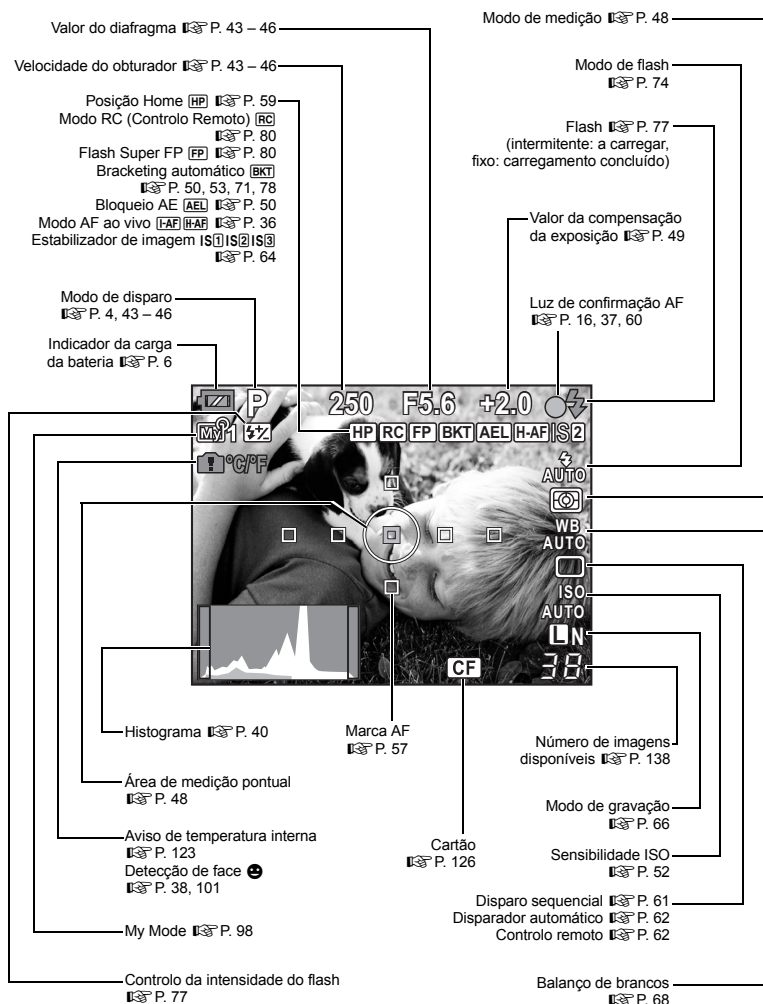 Valor do diafragma P. 43 – 46
Velocidade do obturador P. 43 – 46
Posição Home HP P. 59
Modo RC (Controlo Remoto) RC
P. 80
Flash Super FP FP P. 80
Bracketing automático BKT
P. 50, 53, 71, 78
Bloqueio AE AEL P. 50
Modo AF ao vivo I-AF H-AF P. 36
Estabilizador de imagem IS1 IS2 IS3
P. 64
Modo de disparo
P. 4, 43 – 46
Indicador da carga
da bateria P. 6
Modo de medição P. 48
Modo de flash
P. 74
Flash P. 77
(intermitente: a carregar,
fixo: carregamento concluído)
Valor da compensação
da exposição P. 49
Luz de confirmação AF
P. 16, 37, 60
P 250 F5.6 +2.0
My 1 HP RC FP BKT AEL H-AF IS 2
°C/°F
AUTO
WB
AUTO
ISO
AUTO
L N
CF 38
Histograma P. 40
Marca AF
P. 57
Área de medição pontual
P. 48
Aviso de temperatura interna
P. 123
Detecção de face
P. 38, 101
My Mode P. 98
Controlo da intensidade do flash
P. 77
Cartão
P. 126
Número de imagens
disponíveis P. 138
Modo de gravação
P. 66
Sensibilidade ISO
P. 52
Disparo sequencial P. 61
Disparador automático P. 62
Controlo remoto P. 62
Balanço de brancos
P. 68